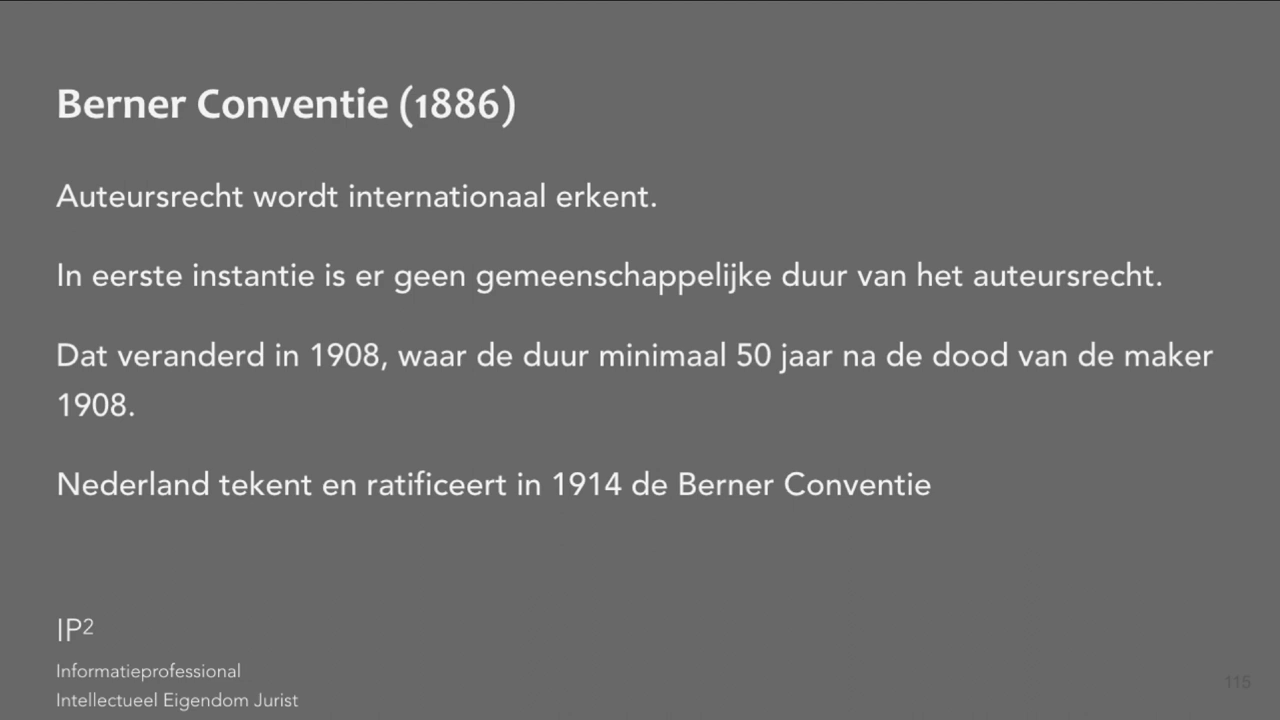 Berner Conventie (1886)
Auteursrecht wordt internationaal erkent.
In eerste instantie is er geen gemeenschappelijke duur van het auteursrecht.
Dat veranderd in 1908, waar de duur minimaal 50 jaar na de dood van de maker
1908.
Nederland tekent en ratificeert in 1914 de Berner Conventie
IP²
Informatieprofessional
Intellectueel Eigendom Jurist
115